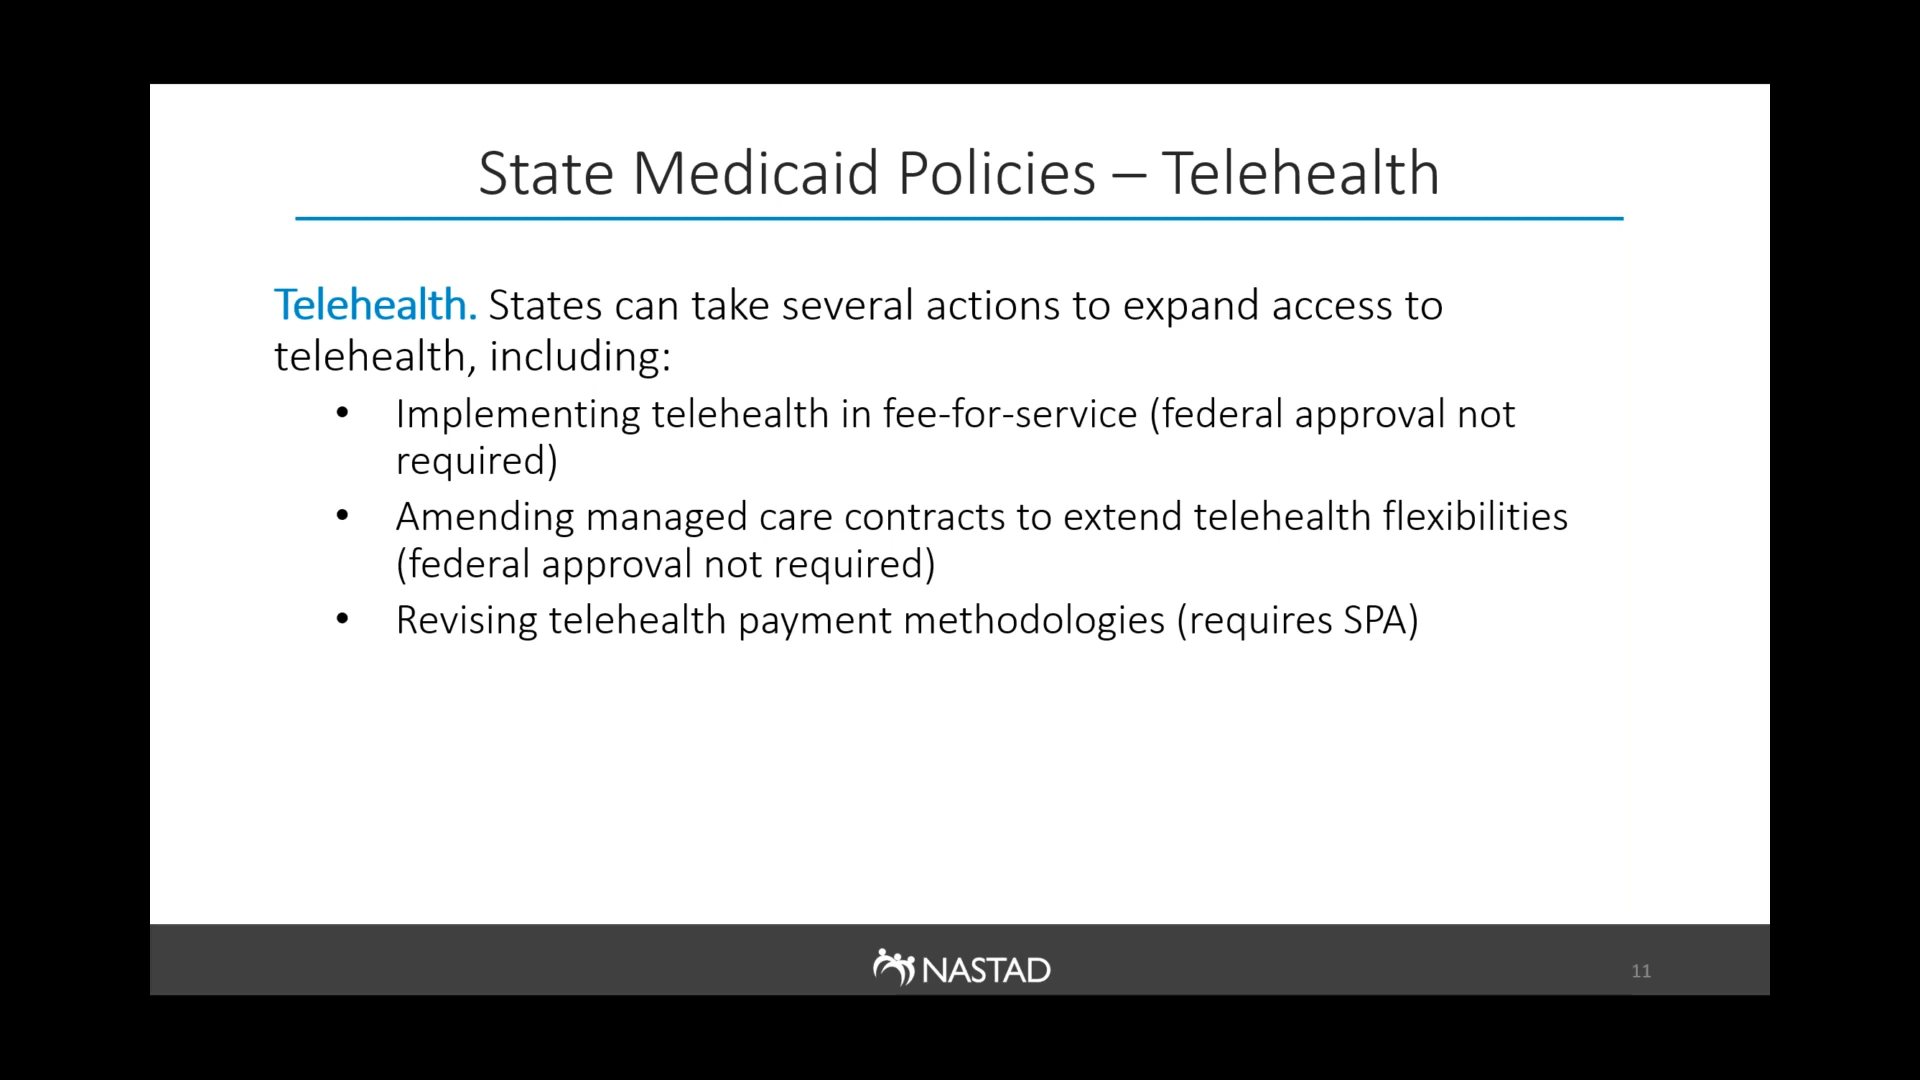 State Medicaid Policies – Telehealth
Telehealth. States can take several actions to expand access to
telehealth, including:
• Implementing telehealth in fee-for-service (federal approval not
required)
• Amending managed care contracts to extend telehealth flexibilities
(federal approval not required)
• Revising telehealth payment methodologies (requires SPA)
NASTAD
11